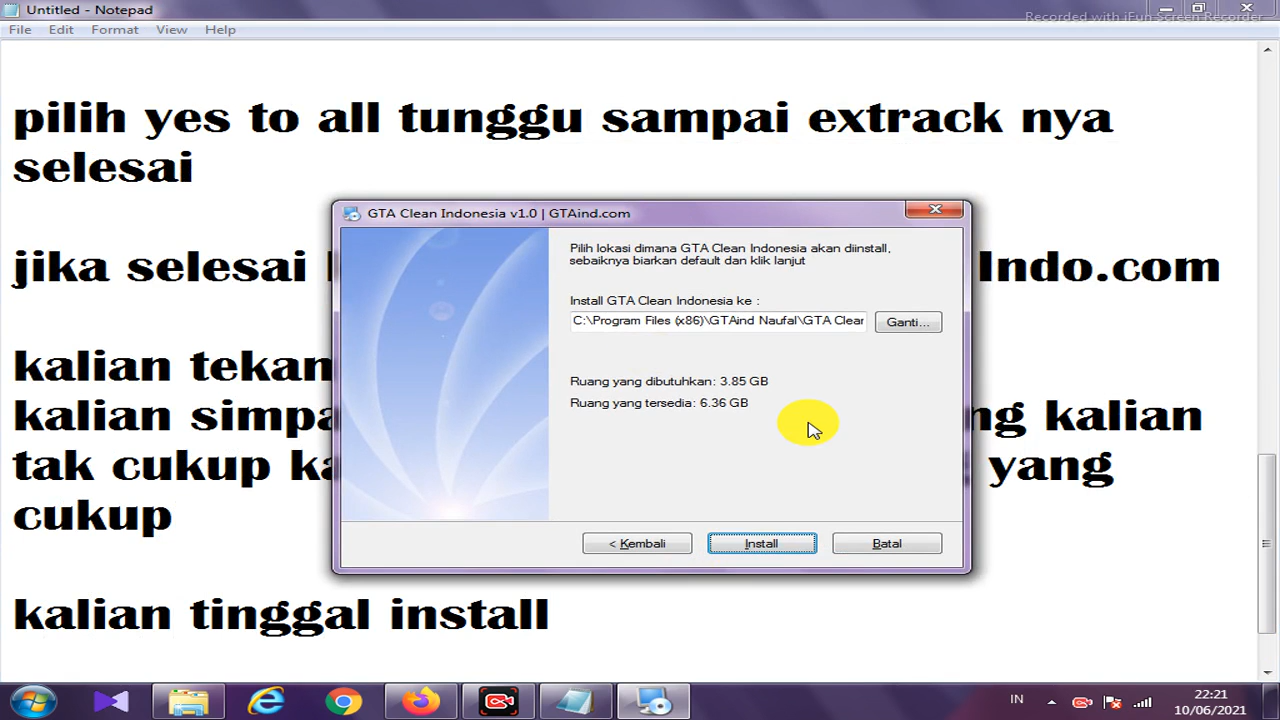 Untitled - Notepad
Recorded with iFun Screen Recorder
File Edit Format View Help
pilih yes to all tunggu sampai extrack nya
selesai
jika selesai
Indo.com
kalian tekan
kalian simpa
ng kalian
tak cukup ka
yang
cukup
kalian tinggal install
GTA Clean Indonesia v1.0 | GTAind.com
Pilih lokasi dimana GTA Clean Indonesia akan diinstall,
sebaiknya biarkan default dan klik lanjut
Install GTA Clean Indonesia ke :
C:\Program Files (x86)\GTAind Naufal\GTA Clear
Ganti...
Ruang yang dibutuhkan: 3.85 GB
Ruang yang tersedia: 6.36 GB
< Kembali
Install
Batal
IN
22:21
10/06/2021